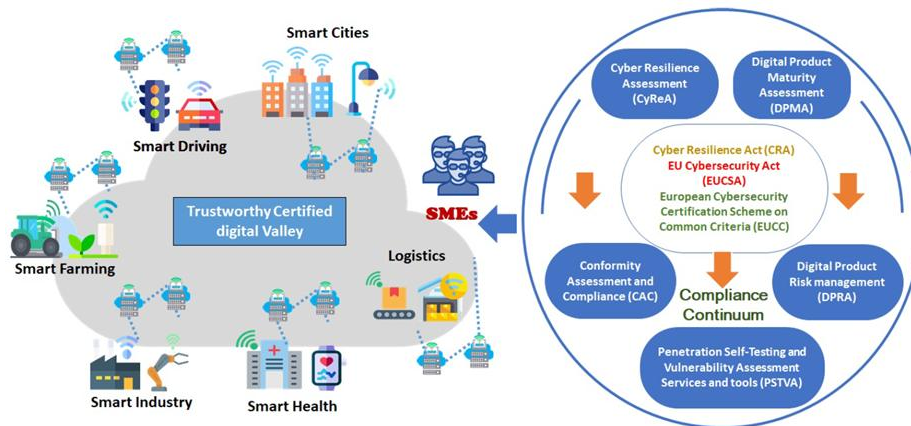 Smart Cities
Smart Driving
Trustworthy Certified
digital Valley
Smart Farming
Logistics
Smart Industry
Smart Health
SMEs
Cyber Resilience
Assessment
(CyReA)
Digital Product
Maturity
Assessment
(DPMA)
Cyber Resilience Act (CRA)
EU Cybersecurity Act
(EUCSA)
European Cybersecurity
Certification Scheme on
Common Criteria (EUCC)
Conformity
Assessment and
Compliance (CAC)
Digital Product
Risk management
(DPRA)
Compliance
Continuum
Penetration Self-Testing and
Vulnerability Assessment
Services and tools (PSTVA)